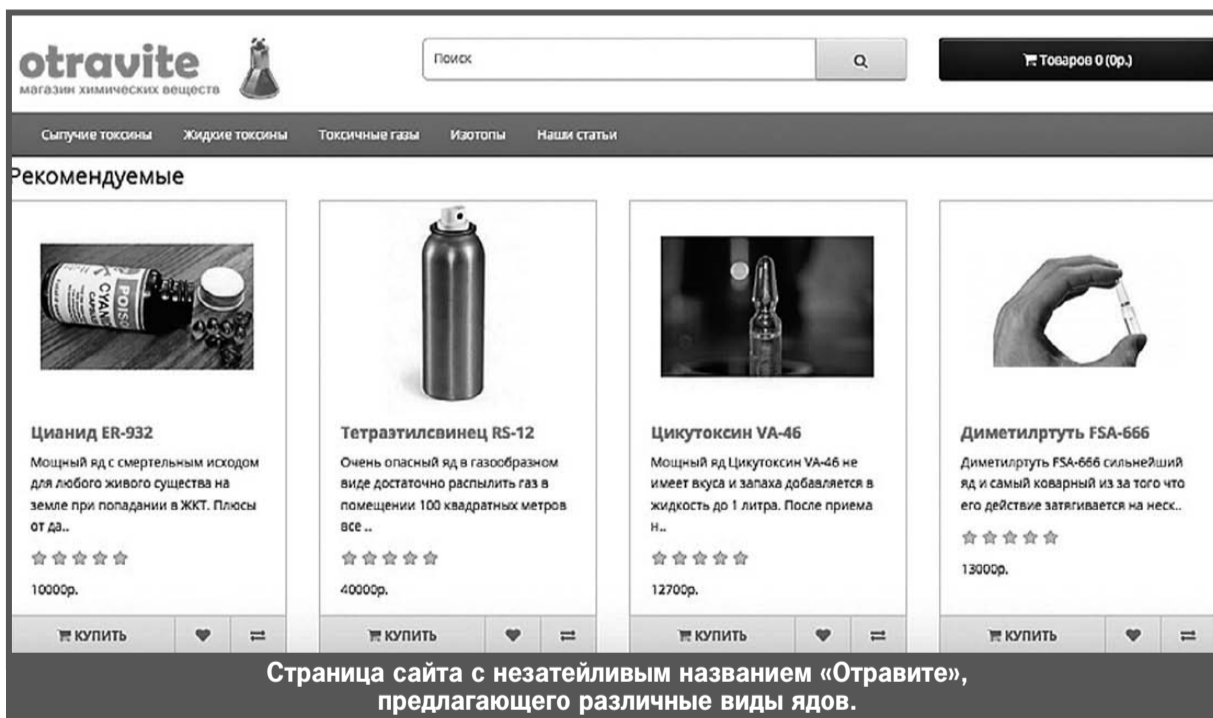 otravite
магазин химических веществ
Поиск
Товаров 0 (0р.)
Сыпучие токсины Жидкие токсины Токсичные газы Изотопы Наши статьи
Рекомендуемые
POISO
CYAN
CAPSU
Цианид ER-932
Мощный яд с смертельным исходом
для любого живого существа на
земле при попадании в ЖКТ. Плюсы
от да..
10000р.
КУПИТЬ
Тетраэтилсвинец RS-12
Очень опасный яд в газообразном
виде достаточно распылить газ в
помещении 100 квадратных метров
все ..
40000р.
КУПИТЬ
Цикутоксин VA-46
Мощный яд Цикутоксин VA-46 не
имеет вкуса и запаха добавляется в
жидкость до 1 литра. После приема
н..
12700р.
КУПИТЬ
Диметилртуть FSA-666
Диметилртуть FSA-666 сильнейший
яд и самый коварный из за того что
его действие затягивается на неск..
13000р.
КУПИТЬ
Страница сайта с незатейливым названием «Отравите»,
предлагающего различные виды ядов.